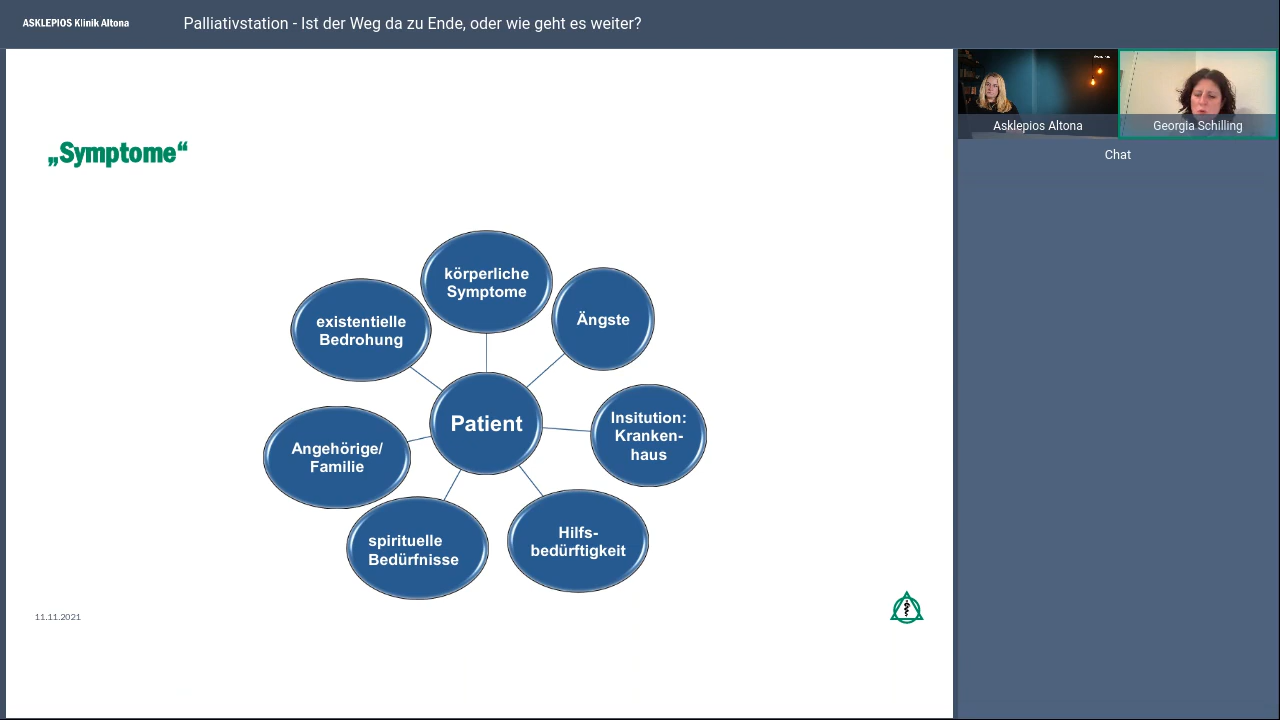 ASKLEPIOS Klinik Altona
Palliativstation - Ist der Weg da zu Ende, oder wie geht es weiter?
Asklepios Altona
Georgia Schilling
Chat
„Symptome“
körperliche
Symptome
Ängste
existentielle
Bedrohung
Patient
Insitution:
Kranken-
haus
Angehörige/
Familie
Hilfs-
bedürftigkeit
spirituelle
Bedürfnisse
11.11.2021